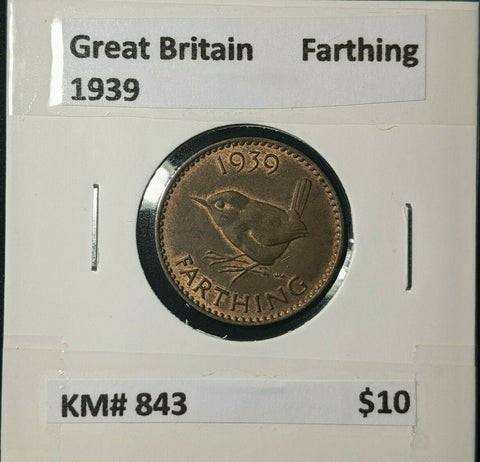 Great Britain Farthing
1939
1939
FARTHING
KM# 843 $10